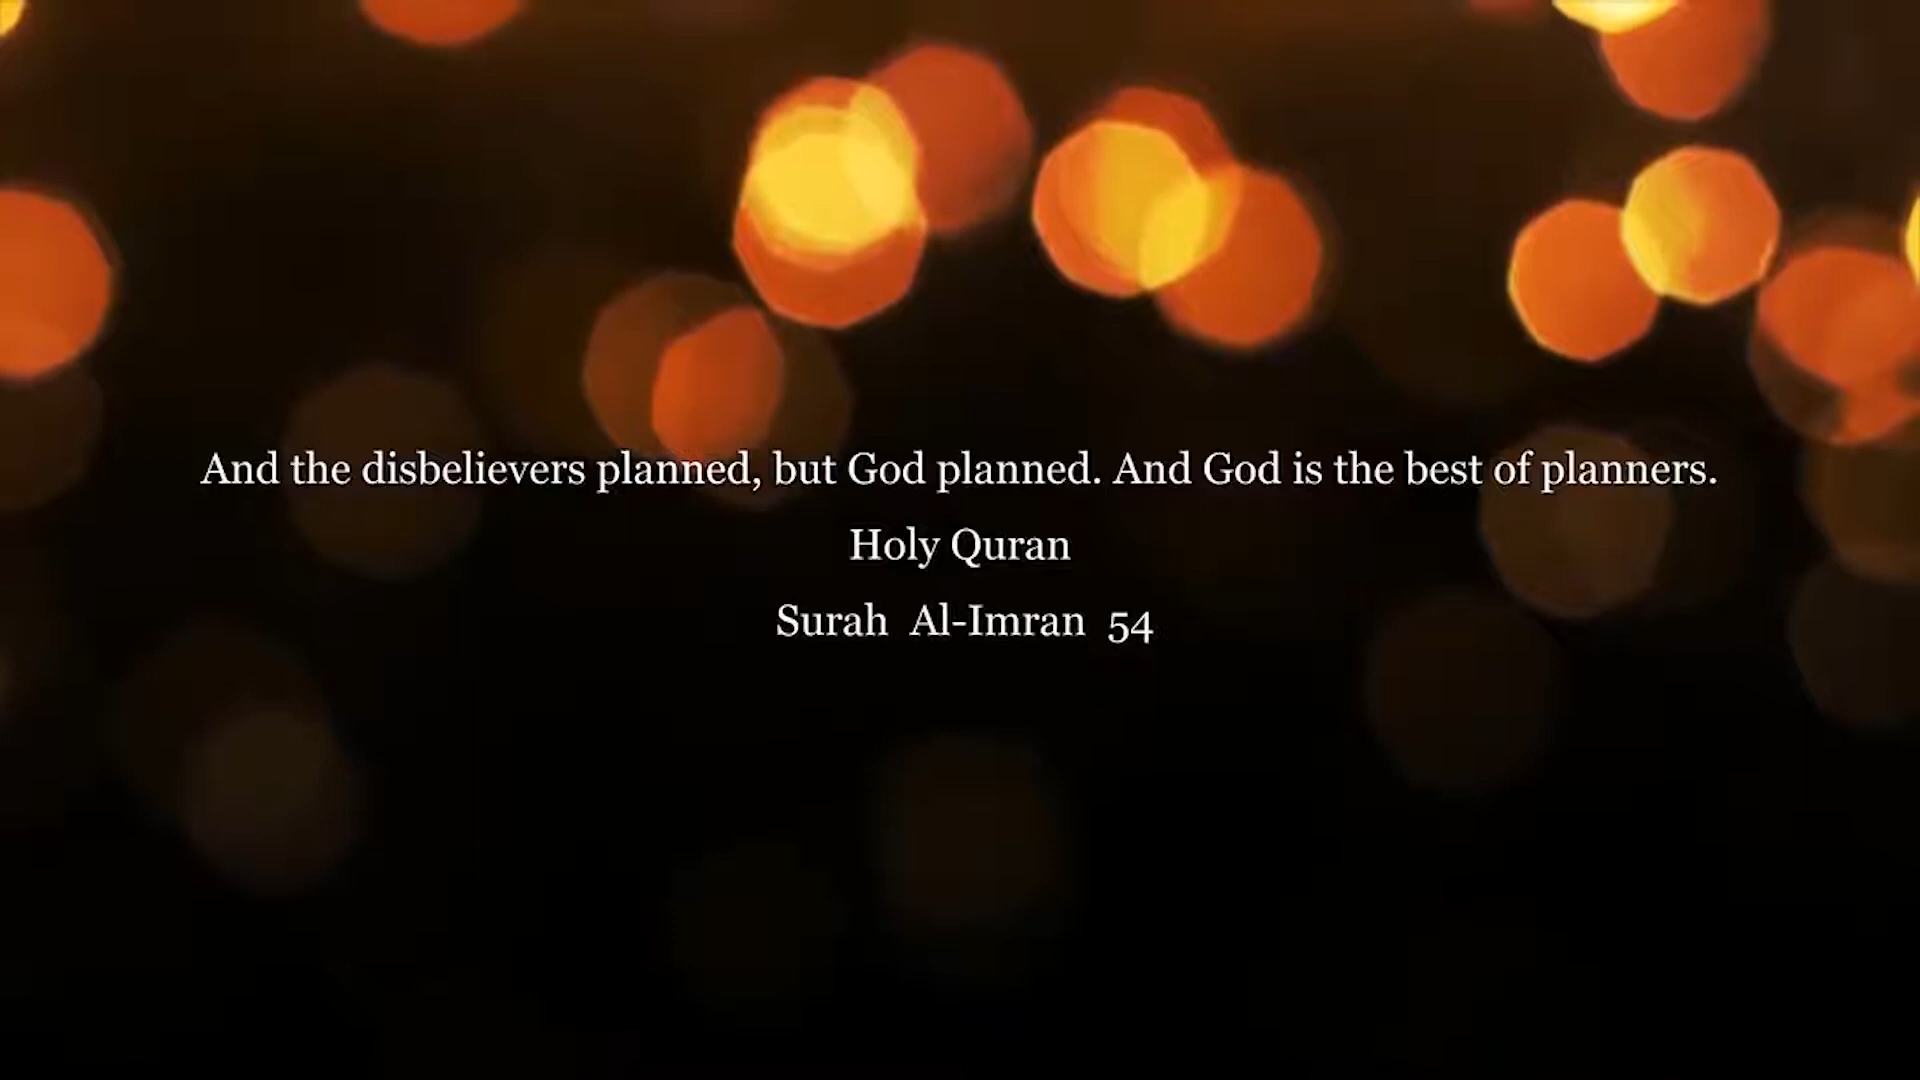 And the disbelievers planned, but God planned. And God is the best of planners.
Holy Quran
Surah Al-Imran 54